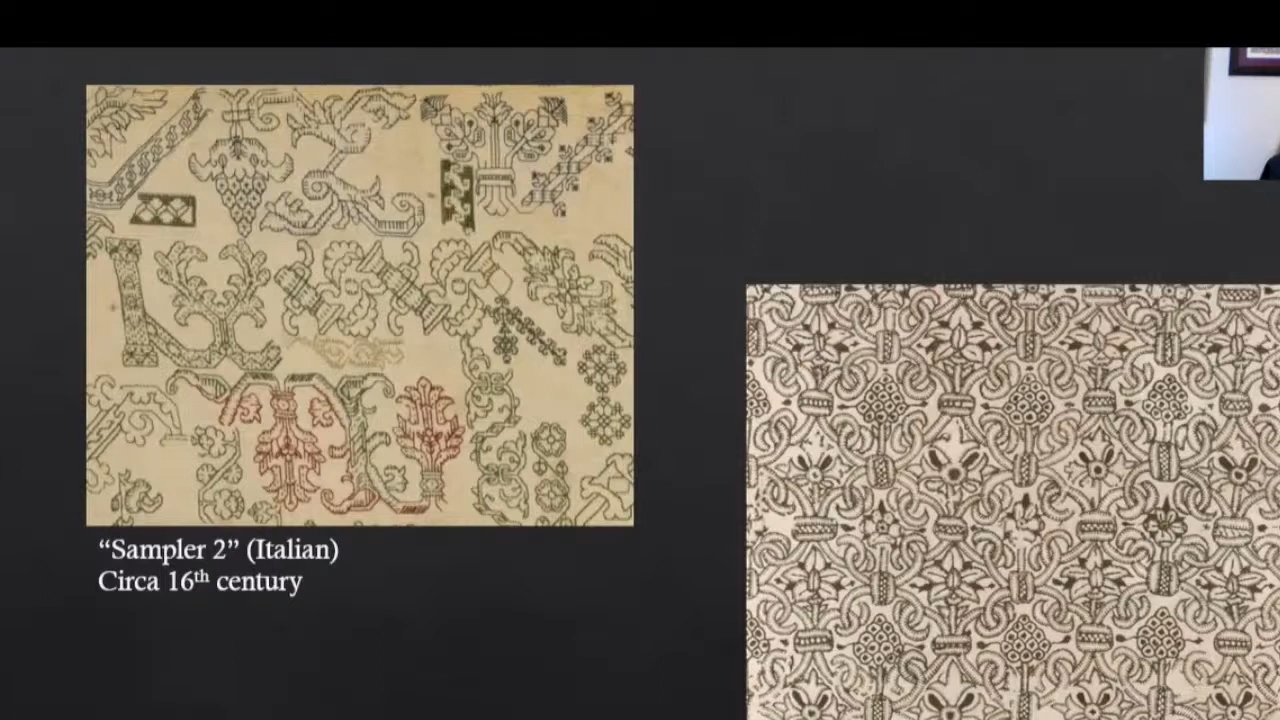 “Sampler 2” (Italian)
Circa 16th century